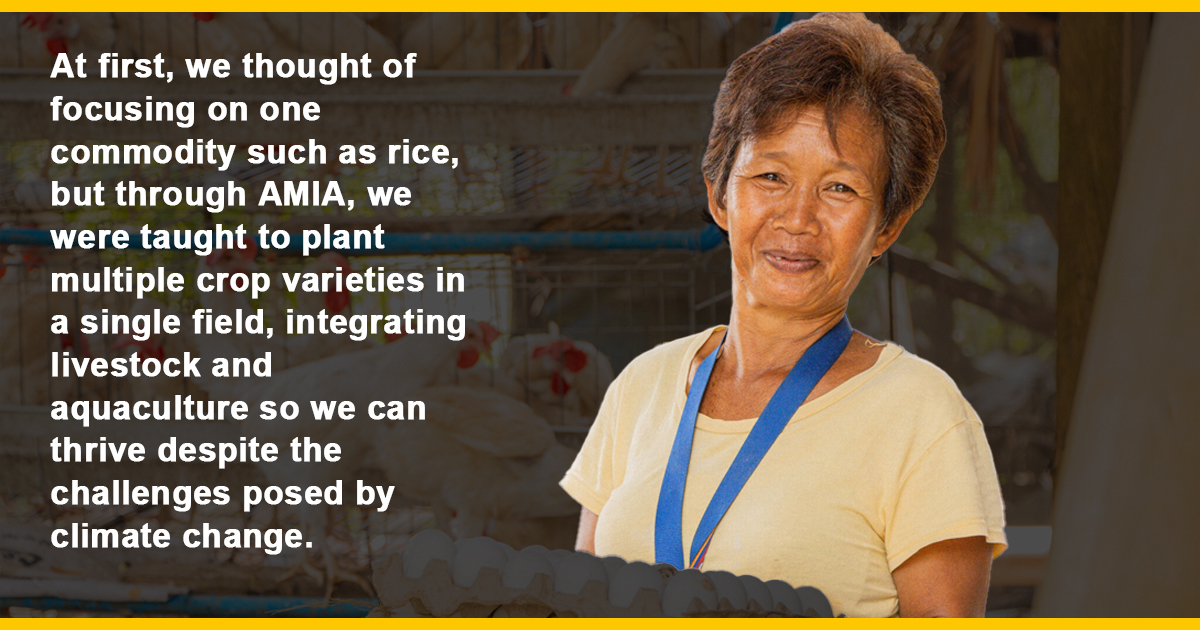 At first, we thought of
focusing on one
commodity such as rice,
but through AMIA, we
were taught to plant
multiple crop varieties in
a single field, integrating
livestock and
aquaculture so we can
thrive despite the
challenges posed by
climate change.